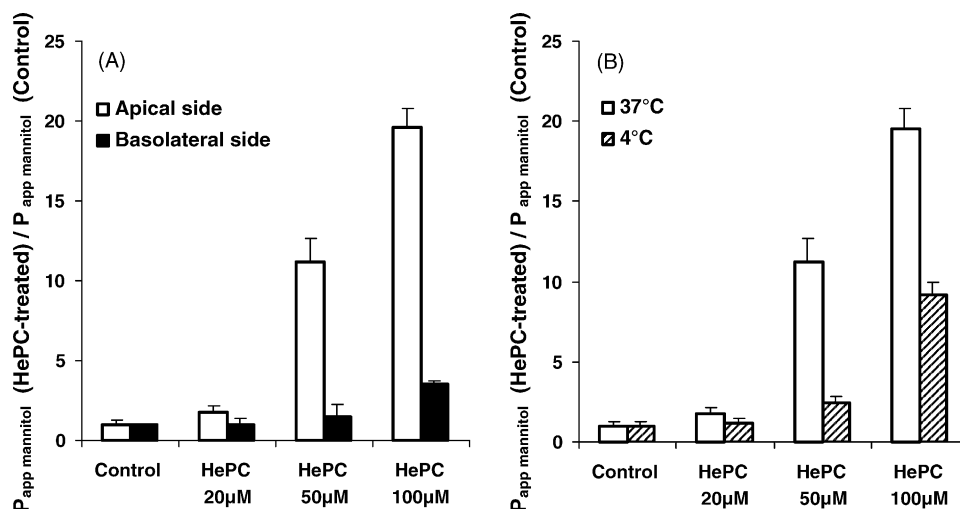 (A)
P app mannitol (HePC-treated) / P app mannitol (Control)
25
20
15
10
5
0
Apical side
Basolateral side
Control
HePC
20µM
HePC
50µM
HePC
100µM
(B)
P app mannitol (HePC-treated) / P app mannitol (Control)
25
20
15
10
5
0
37°C
4°C
Control
HePC
20µM
HePC
50µM
HePC
100µM